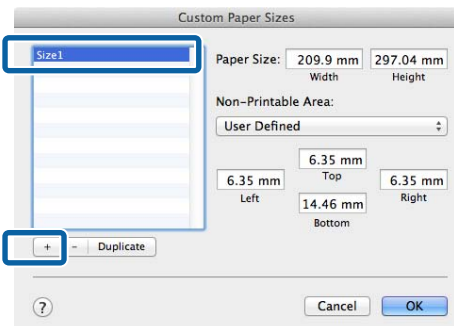 Custom Paper Sizes
Size1
Paper Size: 209.9 mm 297.04 mm
Width Height
Non-Printable Area:
User Defined
6.35 mm
Top
6.35 mm 6.35 mm
Left Right
14.46 mm
Bottom
+ - Duplicate
? Cancel OK